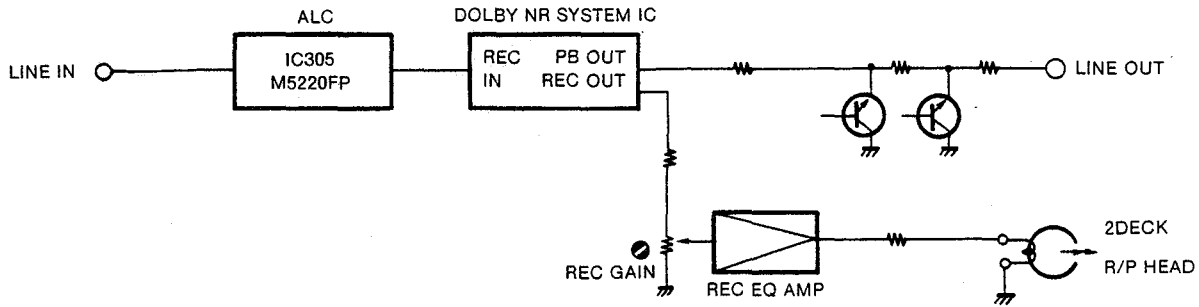 ALC
DOLBY NR SYSTEM IC
LINE IN
IC305
M5220FP
REC IN
PB OUT
REC OUT
LINE OUT
REC GAIN
REC EQ AMP
2DECK
R/P HEAD